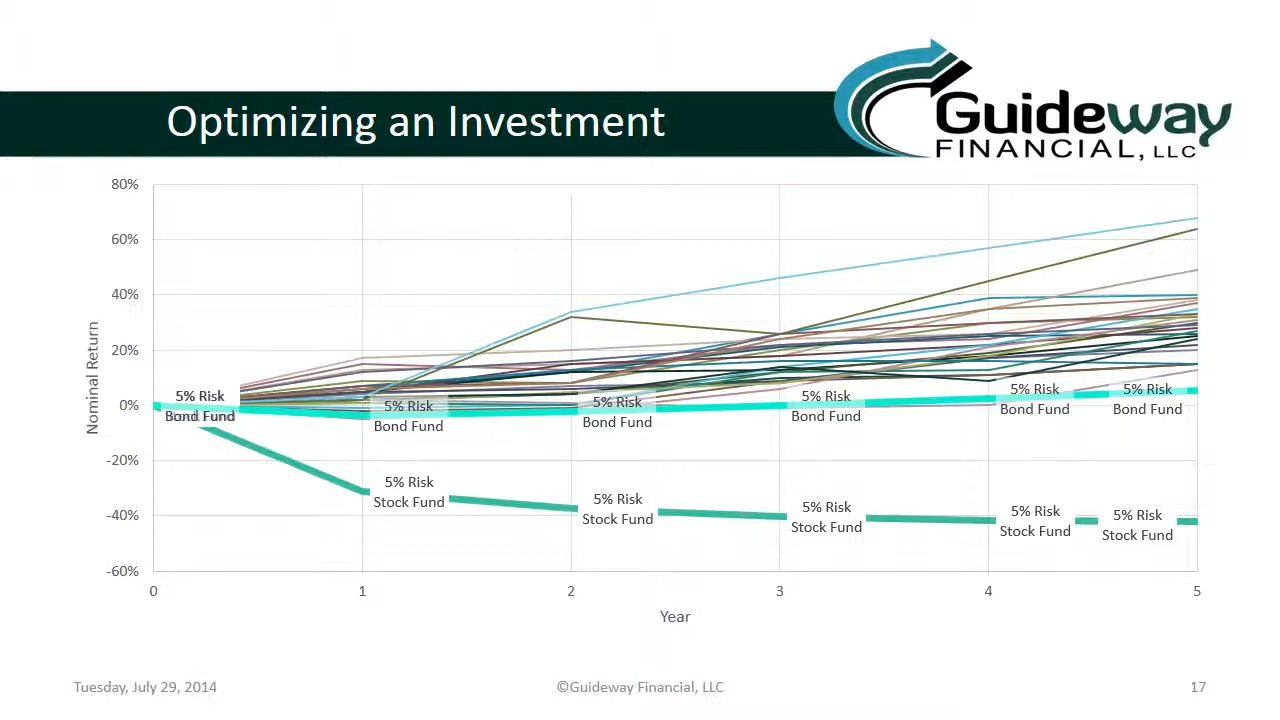 Optimizing an Investment
Guideway
FINANCIAL, LLC
80%
60%
40%
20%
0%
-20%
-40%
-60%
Nominal Return
5% Risk
Bond Fund
5% Risk
Bond Fund
5% Risk
Bond Fund
5% Risk
Bond Fund
5% Risk
Bond Fund
5% Risk
Bond Fund
5% Risk
Stock Fund
5% Risk
Stock Fund
5% Risk
Stock Fund
5% Risk
Stock Fund
5% Risk
Stock Fund
0 1 2 3 4 5
Year
Tuesday, July 29, 2014
©Guideway Financial, LLC
17